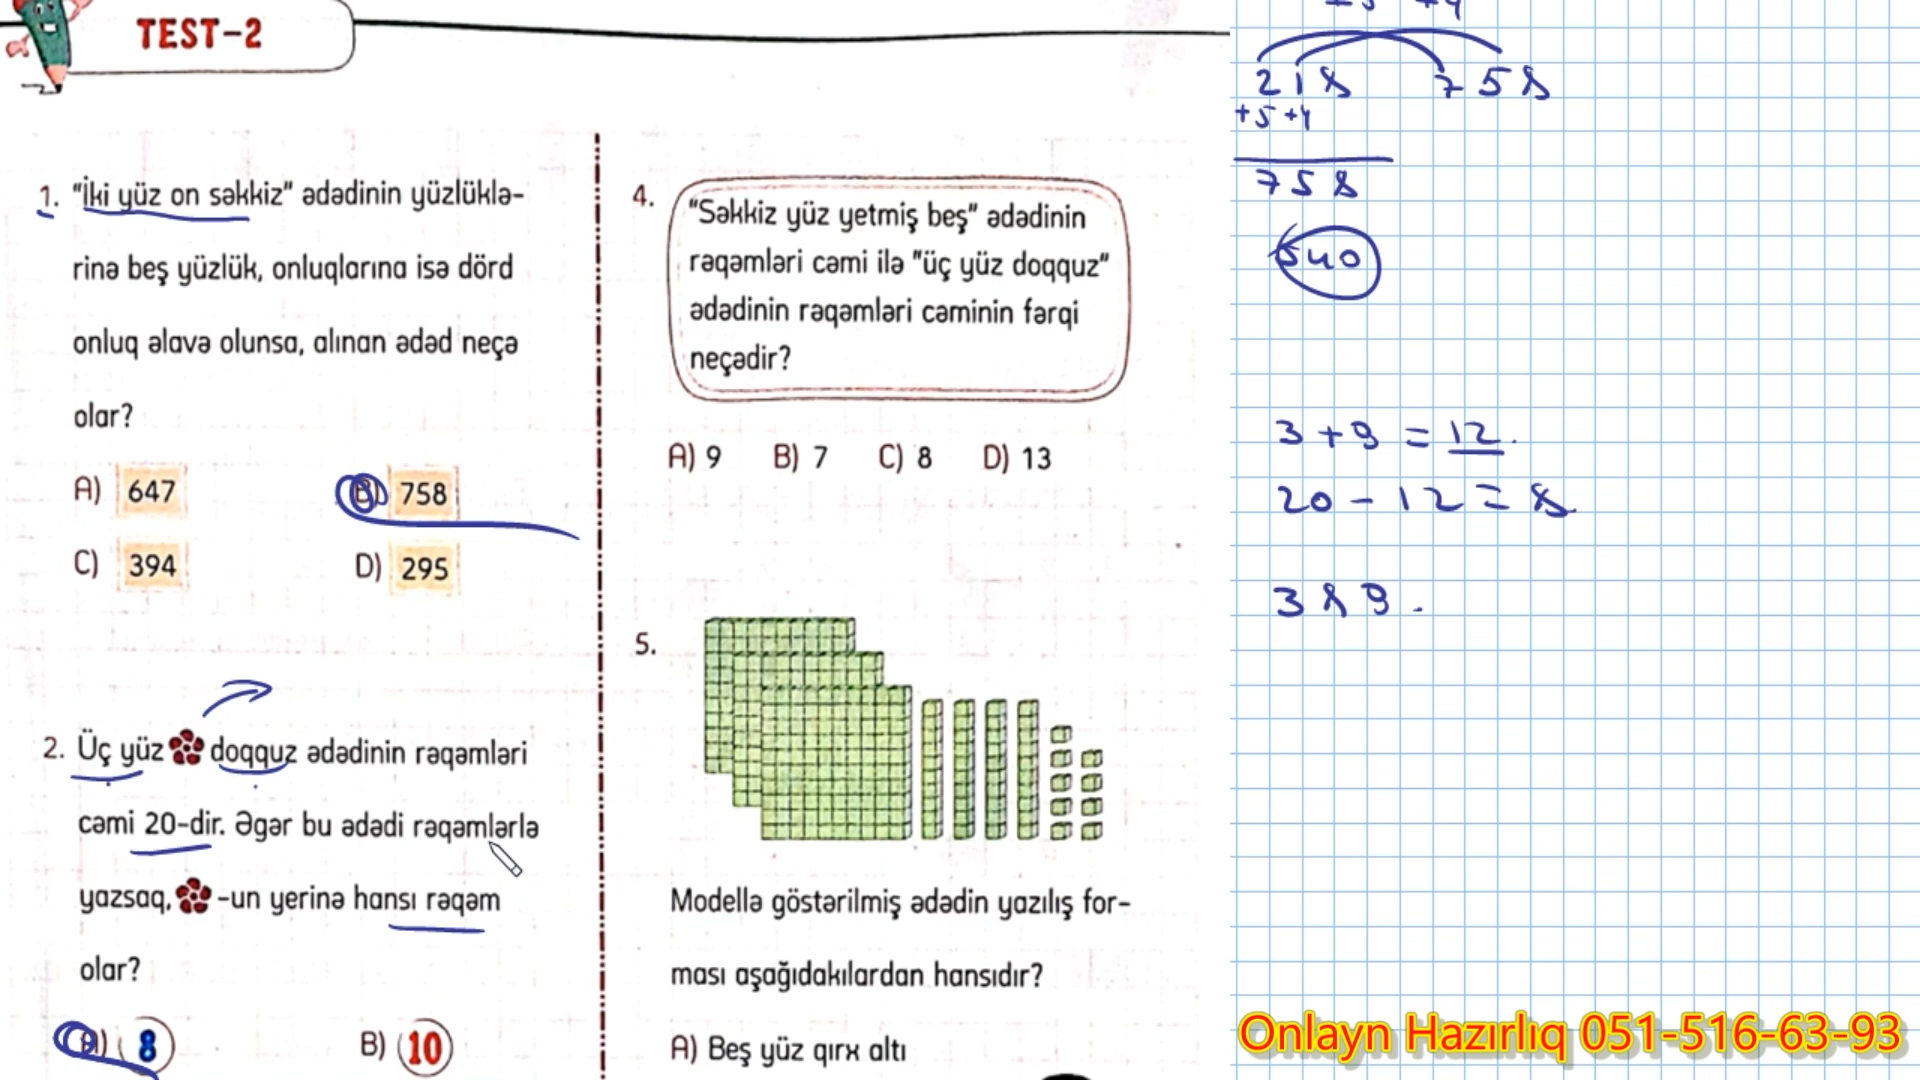 TEST-2
1. "İki yüz on səkkiz" ədədinin yüzlüklə-
rinə beş yüzlük, onluqlarına isə dörd
onluq əlavə olunsa, alınan ədəd neçə
olar?
A) 647
B) 758
C) 394
D) 295
2. Üç yüz doqquz ədədinin rəqəmləri
cəmi 20-dir. Əgər bu ədədi rəqəmlərlə
yazsaq, -un yerinə hansı rəqəm
olar?
A) 8
B) 10
4. "Səkkiz yüz yetmiş beş" ədədinin
rəqəmləri cəmi ilə "üç yüz doqquz"
ədədinin rəqəmləri cəminin fərqi
neçədir?
A) 9 B) 7 C) 8 D) 13
5.
Modellə göstərilmiş ədədin yazılış for-
ması aşağıdakılardan hansıdır?
A) Beş yüz qırx altı
218 758
+5 +4
758
540
3 + 9 = 12.
20 - 12 = 8
389.
Onlayn Hazırlıq 051-516-63-93